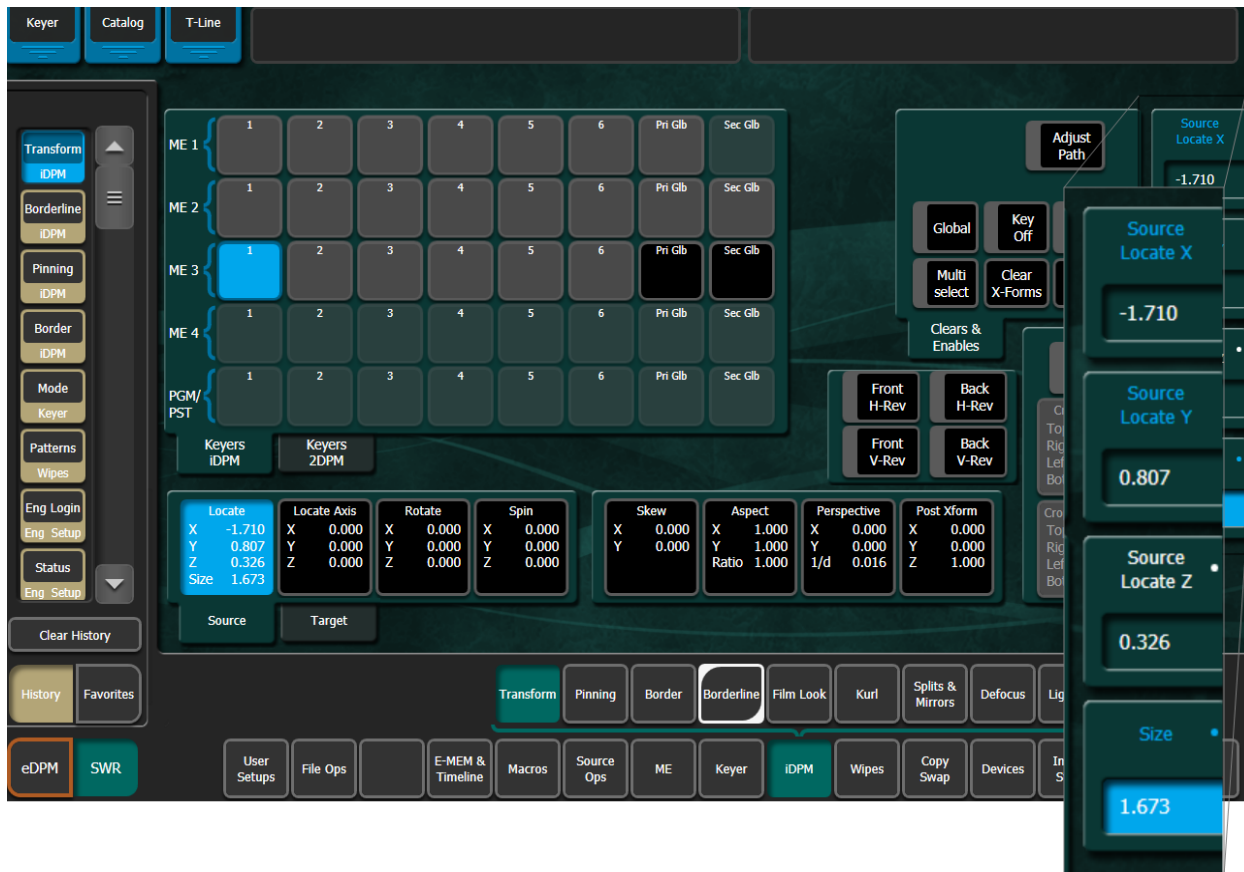 Keyer
Catalog
T-Line
Transform
iDPM
Borderline
iDPM
Pinning
iDPM
Border
iDPM
Mode
Keyer
Patterns
Wipes
Eng Login
Eng Setup
Status
Eng Setup
Clear History
History
Favorites
eDPM
SWR
ME 1
1 2 3 4 5 6 Pri Glb Sec Glb
ME 2
1 2 3 4 5 6 Pri Glb Sec Glb
ME 3
1 2 3 4 5 6 Pri Glb Sec Glb
ME 4
1 2 3 4 5 6 Pri Glb Sec Glb
PGM/
PST
1 2 3 4 5 6 Pri Glb Sec Glb
Keyers
iDPM
Keyers
2DPM
Adjust
Path
Global
Key
Off
Multi
select
Clear
X-Forms
Clears &
Enables
Front
H-Rev
Back
H-Rev
Front
V-Rev
Back
V-Rev
Locate
X -1.710
Y 0.807
Z 0.326
Size 1.673
Locate Axis
X 0.000
Y 0.000
Z 0.000
Rotate
X 0.000
Y 0.000
Z 0.000
Spin
X 0.000
Y 0.000
Z 0.000
Skew
X 0.000
Y 0.000
Aspect
X 1.000
Y 1.000
Ratio 1.000
Perspective
X 0.000
Y 0.000
1/d 0.016
Post Xform
X 0.000
Y 0.000
Z 1.000
Source
Target
Source
Locate X
-1.710
Source
Locate X
-1.710
Source
Locate Y
0.807
Source
Locate Z
0.326
Size
1.673
Transform
Pinning
Border
Borderline
Film Look
Kurl
Splits &
Mirrors
Defocus
User
Setups
File Ops
E-MEM &
Timeline
Macros
Source
Ops
ME
Keyer
iDPM
Wipes
Copy
Swap
Devices